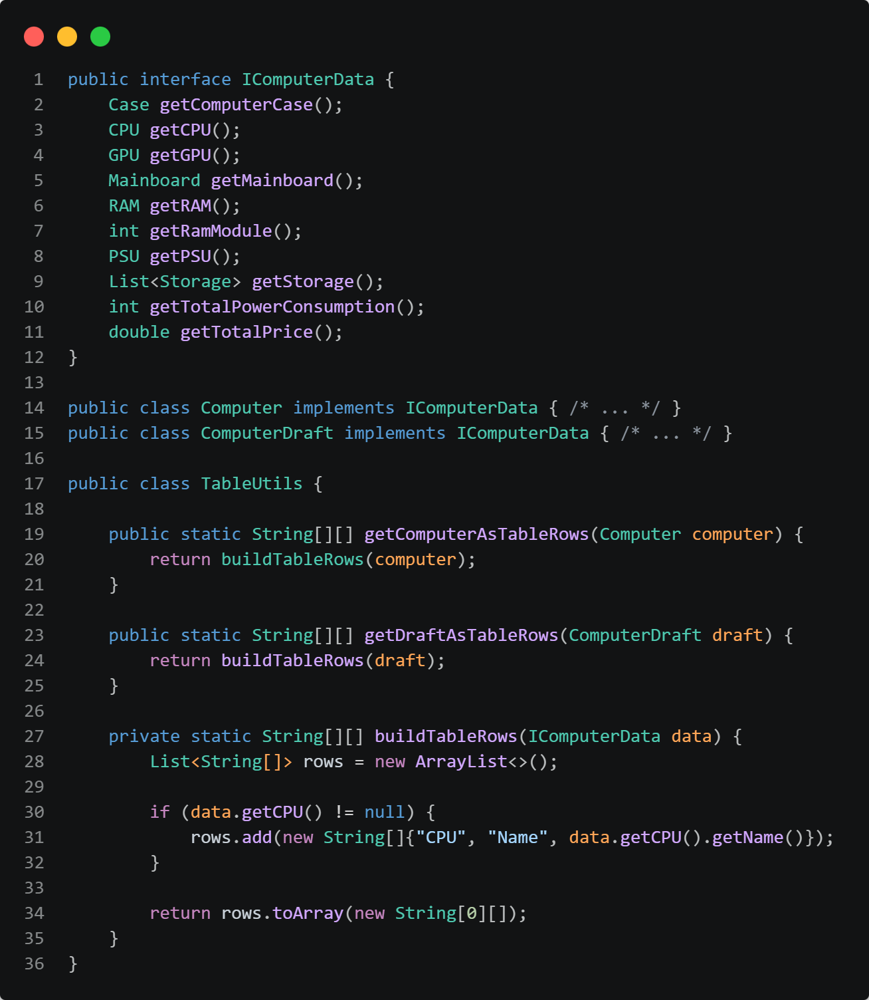 1 public interface IComputerData {
2     Case getComputerCase();
3     CPU getCPU();
4     GPU getGPU();
5     Mainboard getMainboard();
6     RAM getRAM();
7     int getRamModule();
8     PSU getPSU();
9     List<Storage> getStorage();
10     int getTotalPowerConsumption();
11     double getTotalPrice();
12 }
13
14 public class Computer implements IComputerData { /* ... */ }
15 public class ComputerDraft implements IComputerData { /* ... */ }
16
17 public class TableUtils {
18
19     public static String[][] getComputerAsTableRows(Computer computer) {
20         return buildTableRows(computer);
21     }
22
23     public static String[][] getDraftAsTableRows(ComputerDraft draft) {
24         return buildTableRows(draft);
25     }
26
27     private static String[][] buildTableRows(IComputerData data) {
28         List<String[]> rows = new ArrayList<>();
29
30         if (data.getCPU() != null) {
31             rows.add(new String[]{"CPU", "Name", data.getCPU().getName()});
32         }
33
34         return rows.toArray(new String[0][]);
35     }
36 }